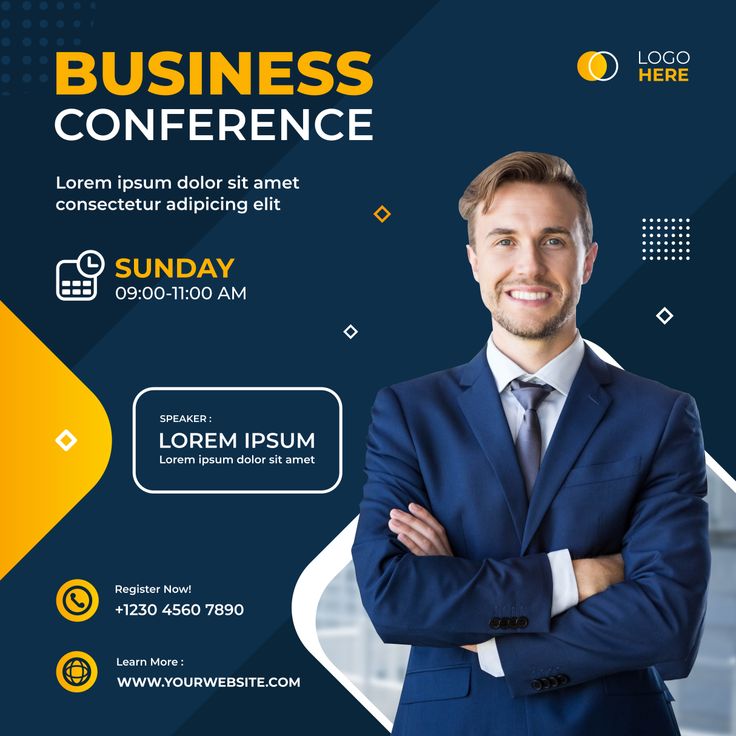 BUSINESS
CONFERENCE
LOGO
HERE
Lorem ipsum dolor sit amet
consectetur adipicing elit
SUNDAY
09:00-11:00 AM
SPEAKER :
LOREM IPSUM
Lorem ipsum dolor sit amet
Register Now!
+1230 4560 7890
Learn More :
WWW.YOURWEBSITE.COM